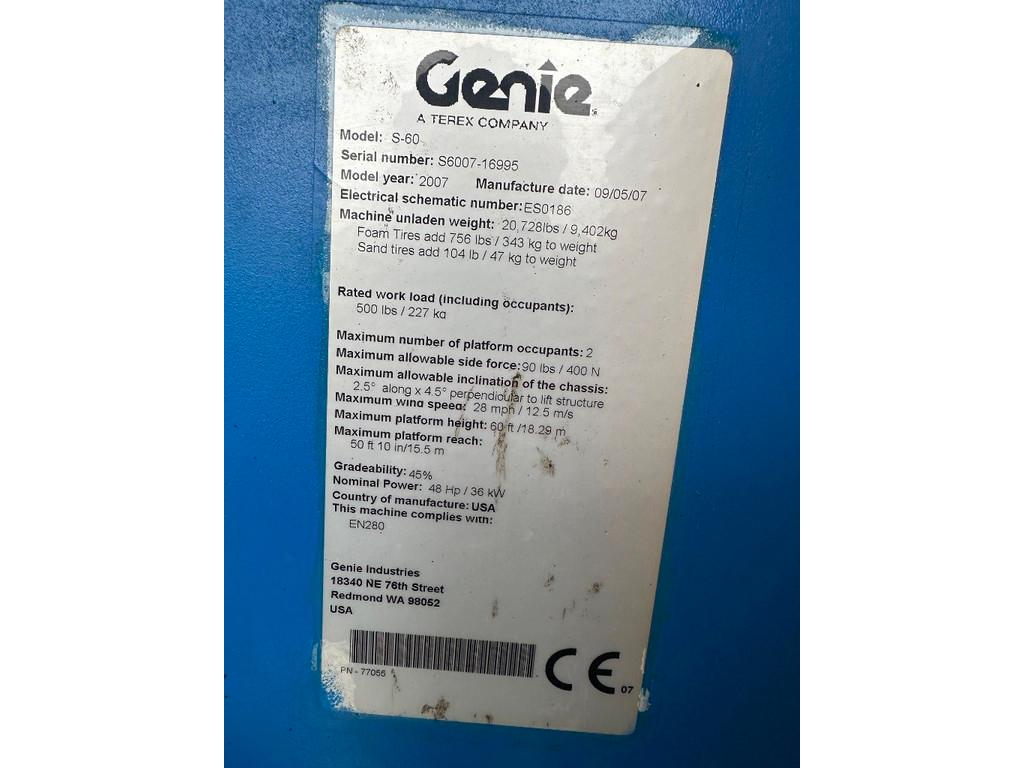 Genie
A TEREX COMPANY
Model: S-60
Serial number: S6007-16995
Model year: 2007 Manufacture date: 09/05/07
Electrical schematic number: ES0186
Machine unladen weight: 20,728lbs / 9,402kg
Foam Tires add 756 lbs / 343 kg to weight
Sand tires add 104 lb / 47 kg to weight
Rated work load (including occupants):
500 lbs / 227 kg
Maximum number of platform occupants: 2
Maximum allowable side force: 90 lbs / 400 N
Maximum allowable inclination of the chassis:
2.5° along x 4.5° perpendicular to lift structure
Maximum wind speed: 28 mph / 12.5 m/s
Maximum platform height: 60 ft /18.29 m
Maximum platform reach:
50 ft 10 in/15.5 m
Gradeability: 45%
Nominal Power: 48 Hp / 36 kW
Country of manufacture: USA
This machine complies with:
EN280
Genie Industries
18340 NE 76th Street
Redmond WA 98052
USA
PN - 77055
CE 07